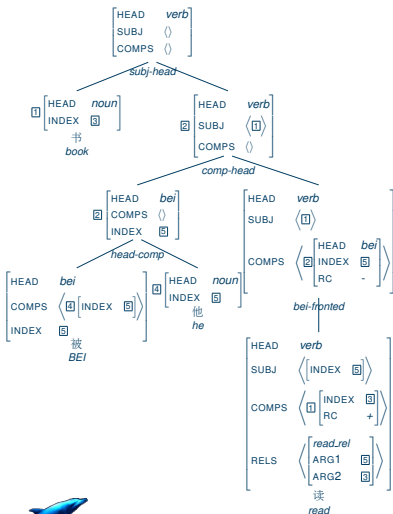 HEAD verb
SUBJ ⟨⟩
COMPS ⟨⟩
subj-head
1 HEAD noun
INDEX 3
书
book
2 HEAD verb
SUBJ ⟨1⟩
COMPS ⟨⟩
comp-head
2 HEAD bei
COMPS ⟨⟩
INDEX 5
head-comp
HEAD bei
COMPS ⟨4[INDEX 5]⟩
INDEX 5
被
BEI
4 HEAD noun
INDEX 5
他
he
HEAD verb
SUBJ ⟨1⟩
COMPS ⟨2[HEAD bei
INDEX 5
RC -]⟩
bei-fronted
HEAD verb
SUBJ ⟨[INDEX 5]⟩
COMPS ⟨1[INDEX 3
RC +]⟩
RELS ⟨[read_rel
ARG1 5
ARG2 3]⟩
读
read